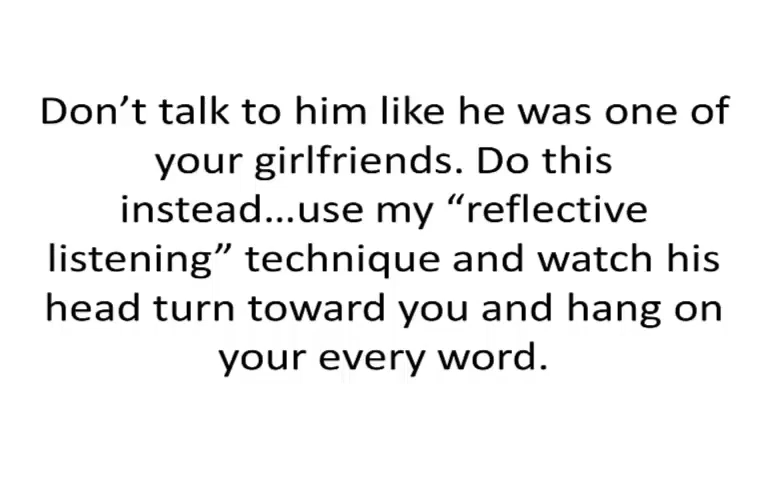 Don’t talk to him like he was one of
your girlfriends. Do this
instead...use my “reflective
listening” technique and watch his
head turn toward you and hang on
your every word.